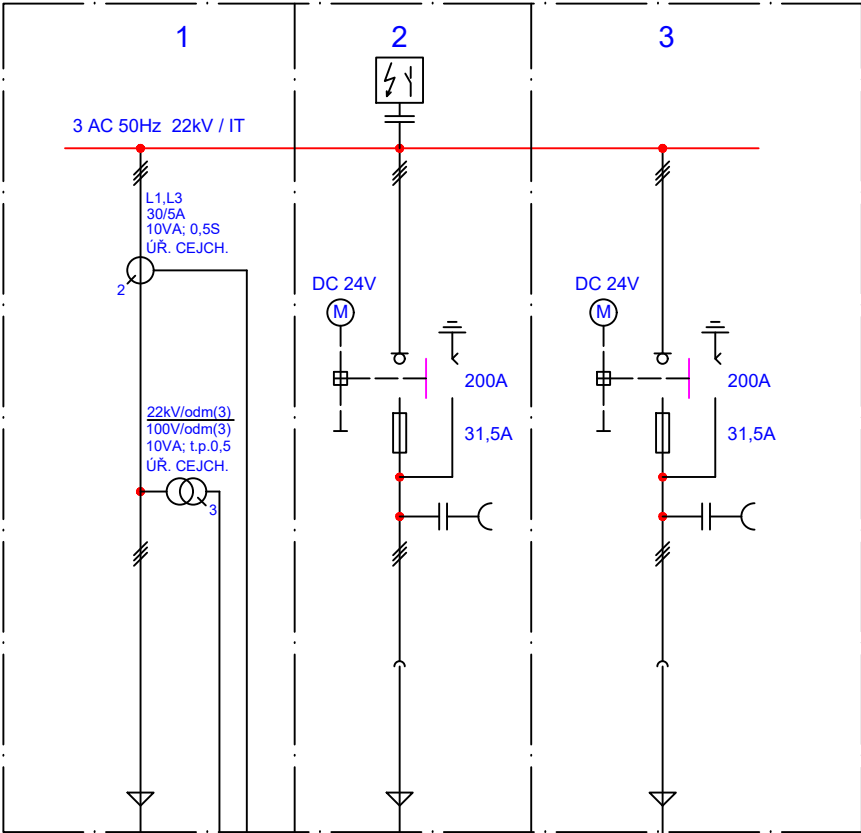 1
2
3
3 AC 50Hz 22kV / IT
L1,L3
30/5A
10VA; 0,5S
ÚŘ. CEJCH.
2
22kV/odm(3)
100V/odm(3)
10VA; t.p.0,5
ÚŘ. CEJCH.
3
DC 24V
M
200A
31,5A
DC 24V
M
200A
31,5A